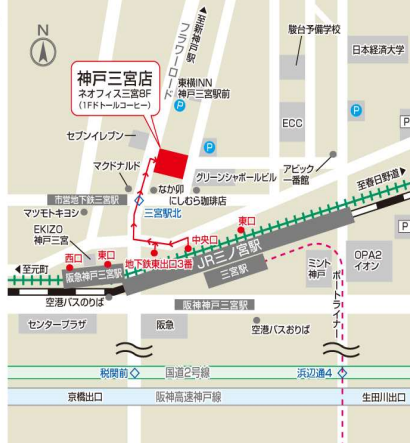 N
至新神戸駅
フラワーロード
駿台予備学校
日本経済大学
神戸三宮店
ネオフィス三宮8F
(1Fドトールコーヒー)
東横INN
神戸三宮駅前
P
P
ECC
P
セブンイレブン
マクドナルド
グリーンシャポールビル
アビック
一番館
なか卯
にしむら珈琲店
市営地下鉄三宮駅
三宮駅北
至春日野道
マツモトキヨシ
EKIZO
神戸三宮
東口
中央口
P
西口
東口
地下鉄東出口3番
JR三ノ宮駅
三宮駅
ミント
神戸
OPA2
イオン
至元町
阪急神戸三宮駅
ポートライナー
空港バスのりば
阪神神戸三宮駅
センタープラザ
阪急
空港バスおりば
税関前
国道2号線
浜辺通4
京橋出口
阪神高速神戸線
生田川出口